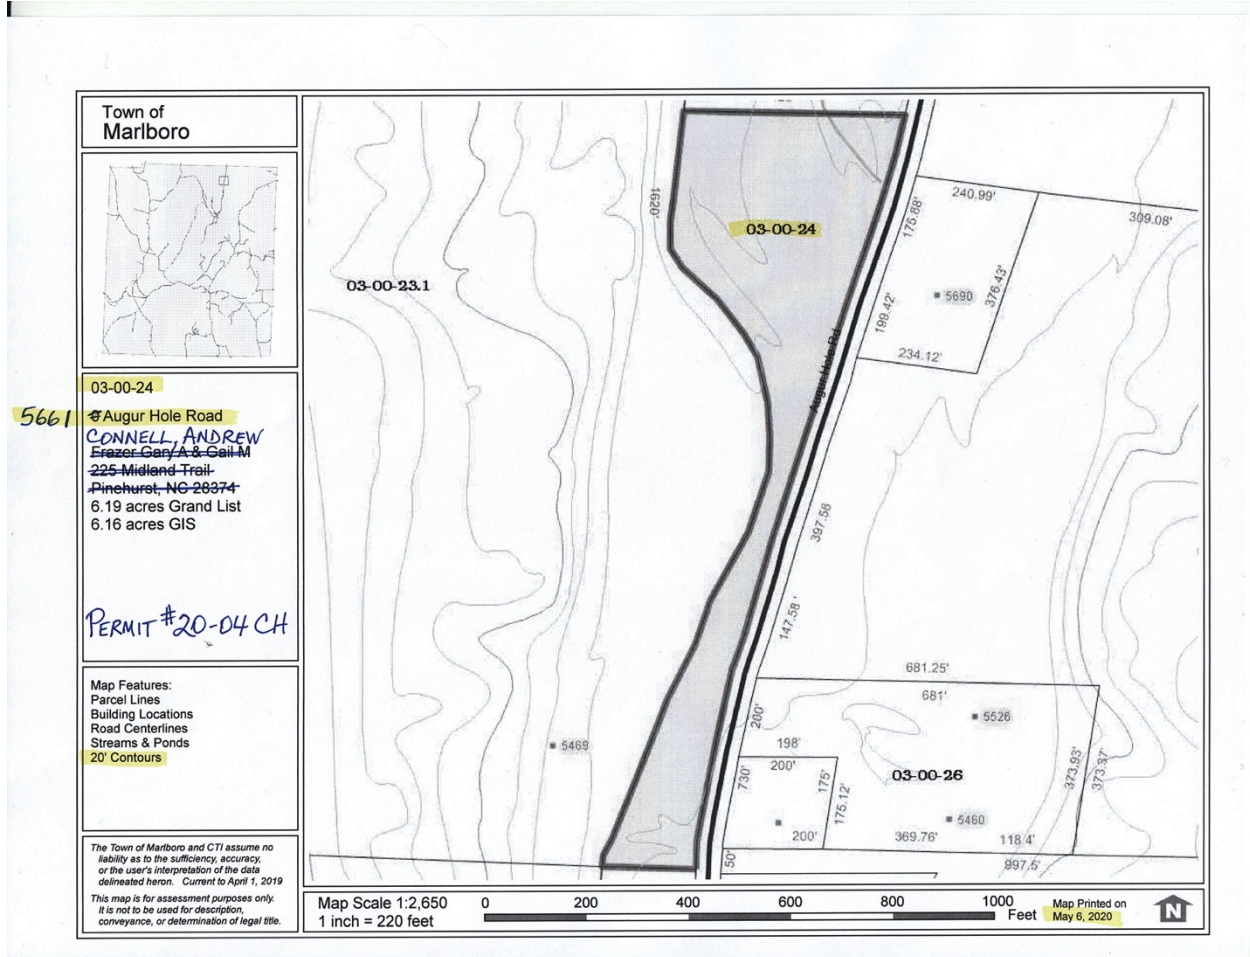 Town of
Marlboro
03-00-24
5661 0 Augur Hole Road
CONNELL, ANDREW
Frazer Gary A & Gail M
225 Midland Trail
Pinehurst, NC 28374
6.19 acres Grand List
6.16 acres GIS
PERMIT #20-04 CH
Map Features:
Parcel Lines
Building Locations
Road Centerlines
Streams & Ponds
20' Contours
The Town of Marlboro and CTI assume no
liability as to the sufficiency, accuracy,
or the user's interpretation of the data
delineated heron. Current to April 1, 2019
This map is for assessment purposes only.
It is not to be used for description,
conveyance, or determination of legal title.
1620'
03-00-24
03-00-23.1
Augur Hole Rd
175.88'
240.99'
309.08'
5690
376.43'
199.42'
234.12'
397.58
147.58 '
681.25'
681'
200'
5526
5469
198'
200'
730'
175'
175.12'
03-00-26
373.93'
373.37'
5460
200'
369.76'
118.4'
50'
997.5'
Map Scale 1:2,650
1 inch = 220 feet
0 200 400 600 800 1000
Feet
Map Printed on
May 6, 2020
N